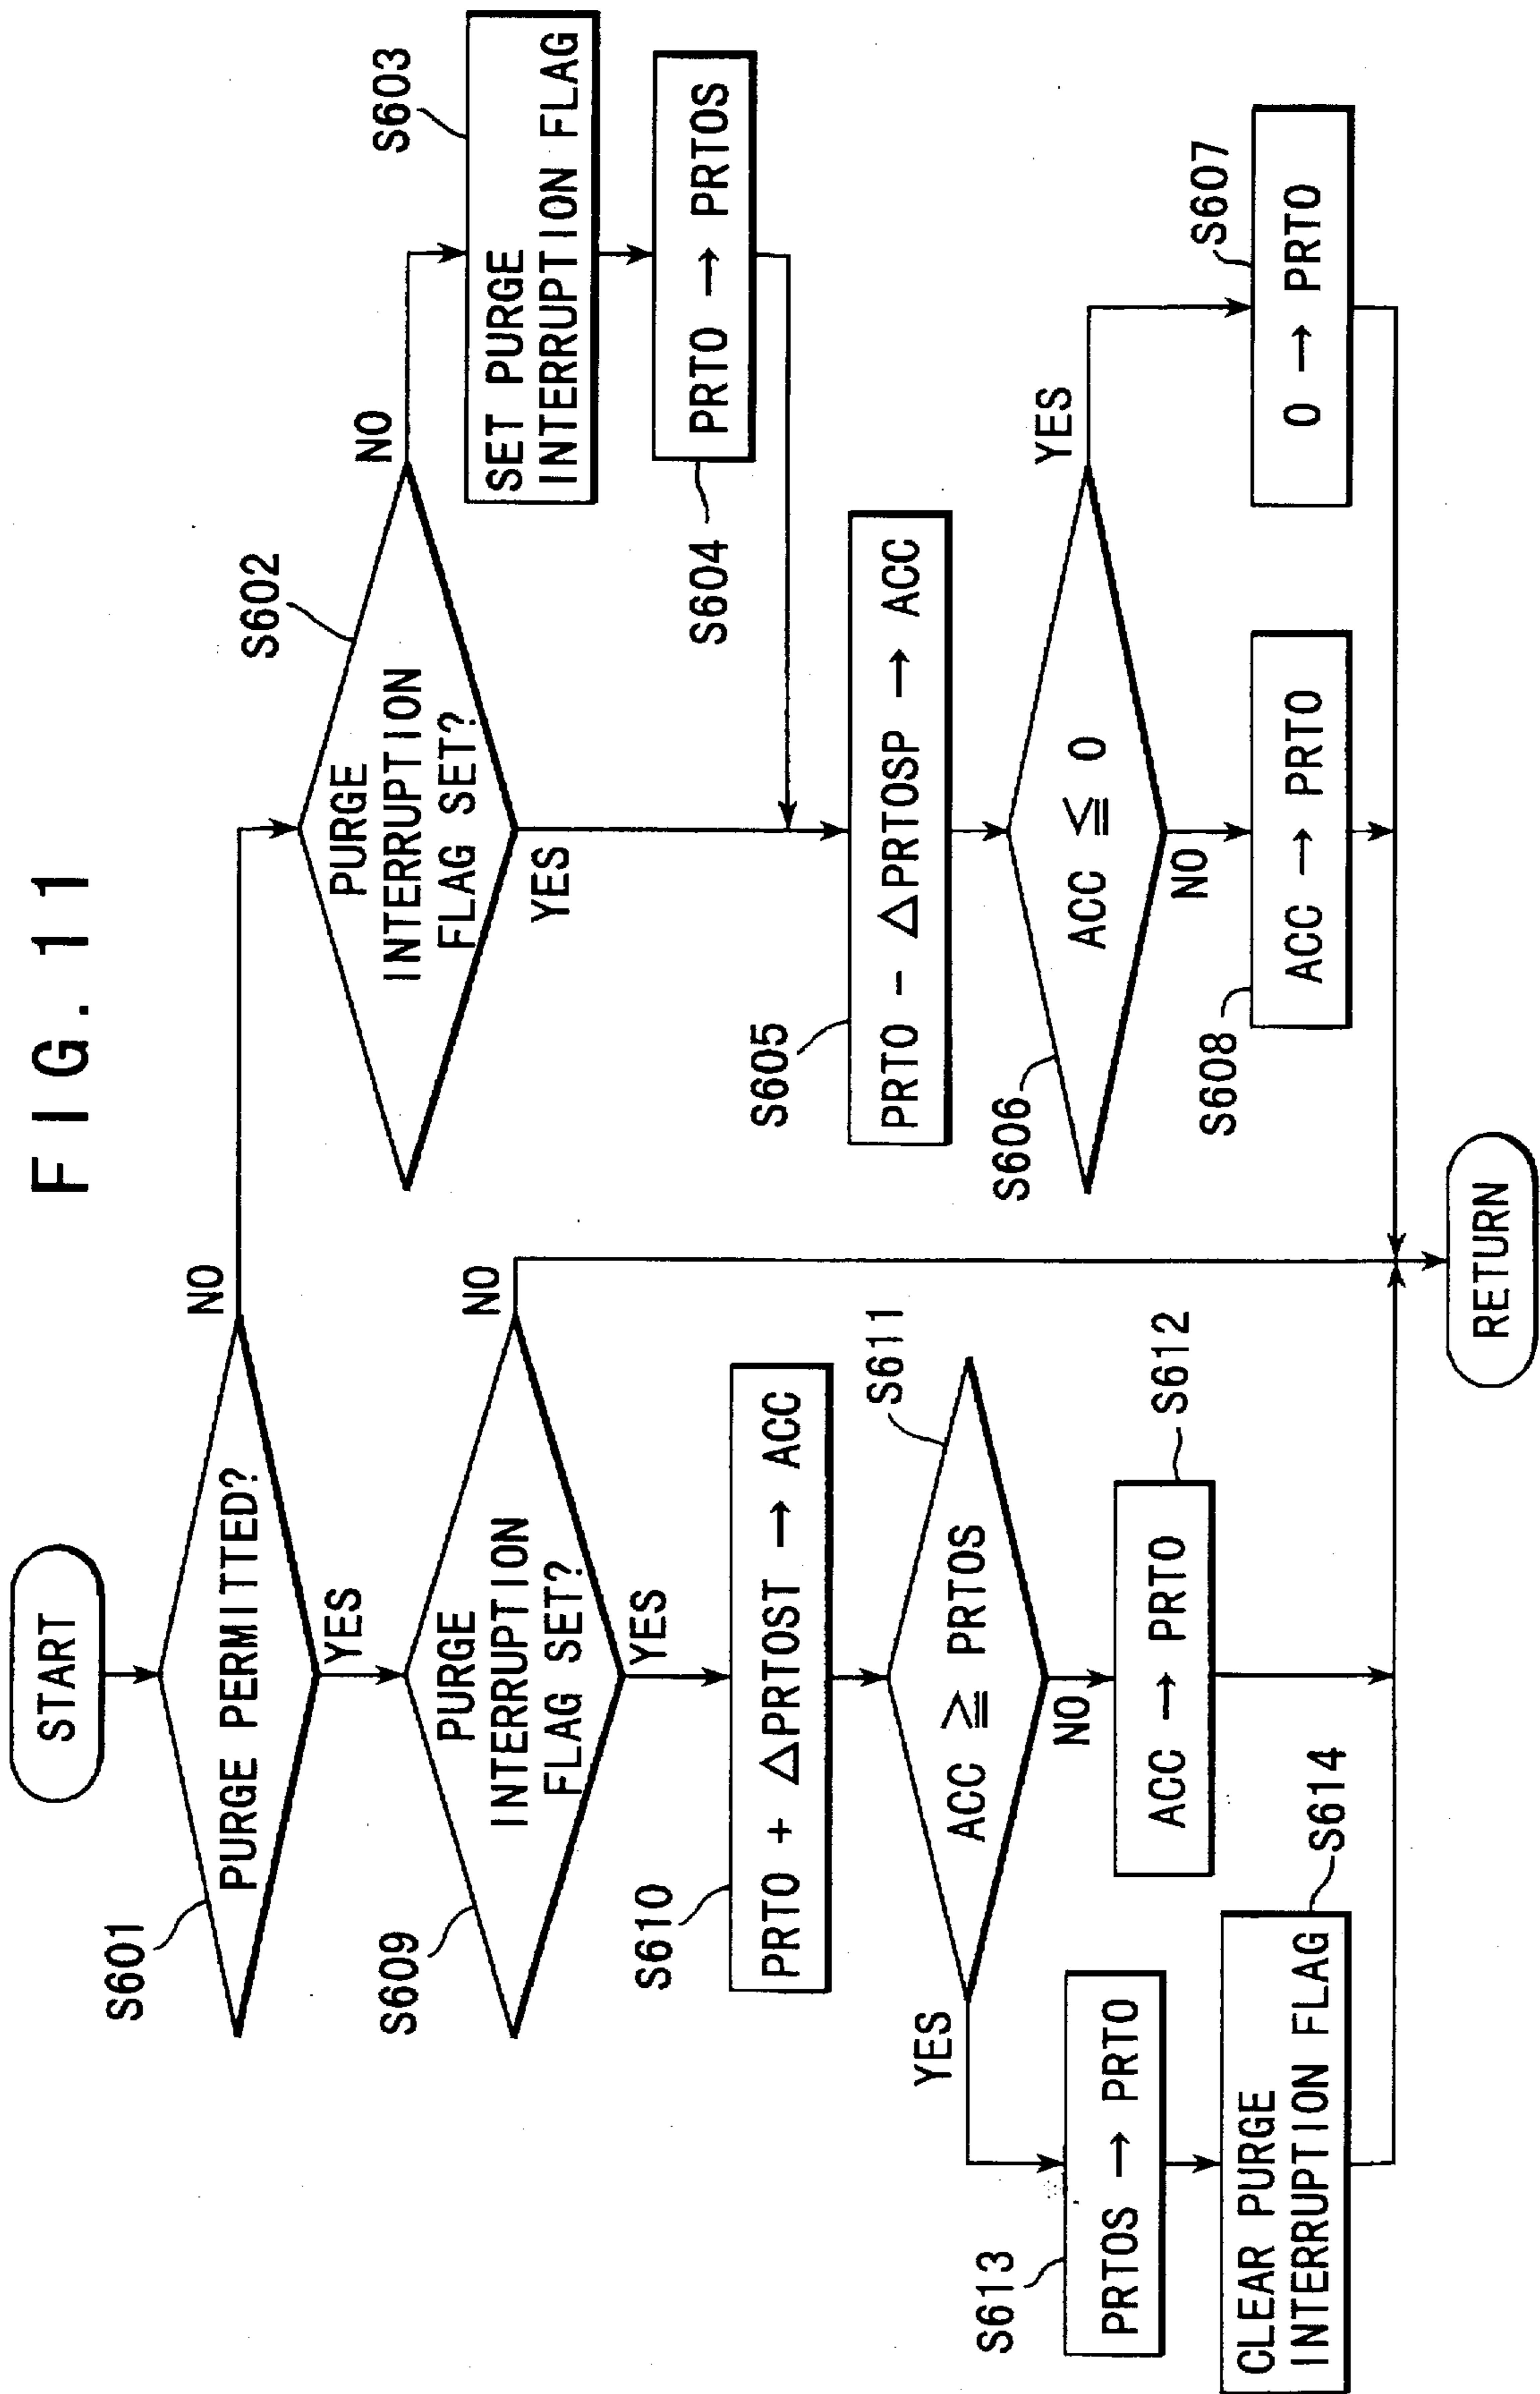 FIG. 11
START
S601
PURGE PERMITTED?
NO
YES
S602
PURGE
INTERRUPTION
FLAG SET?
NO
YES
S603
SET PURGE
INTERRUPTION FLAG
S604
PRTO → PRTOS
S605
PRTO - △PRTOSP → ACC
S606
ACC ≦ 0
YES
NO
S607
0 → PRTO
S608
ACC → PRTO
S609
PURGE
INTERRUPTION
FLAG SET?
NO
YES
S610
PRTO + △PRTOST → ACC
S611
ACC ≧ PRTOS
YES
NO
S612
ACC → PRTO
S613
PRTOS → PRTO
S614
CLEAR PURGE
INTERRUPTION FLAG
RETURN